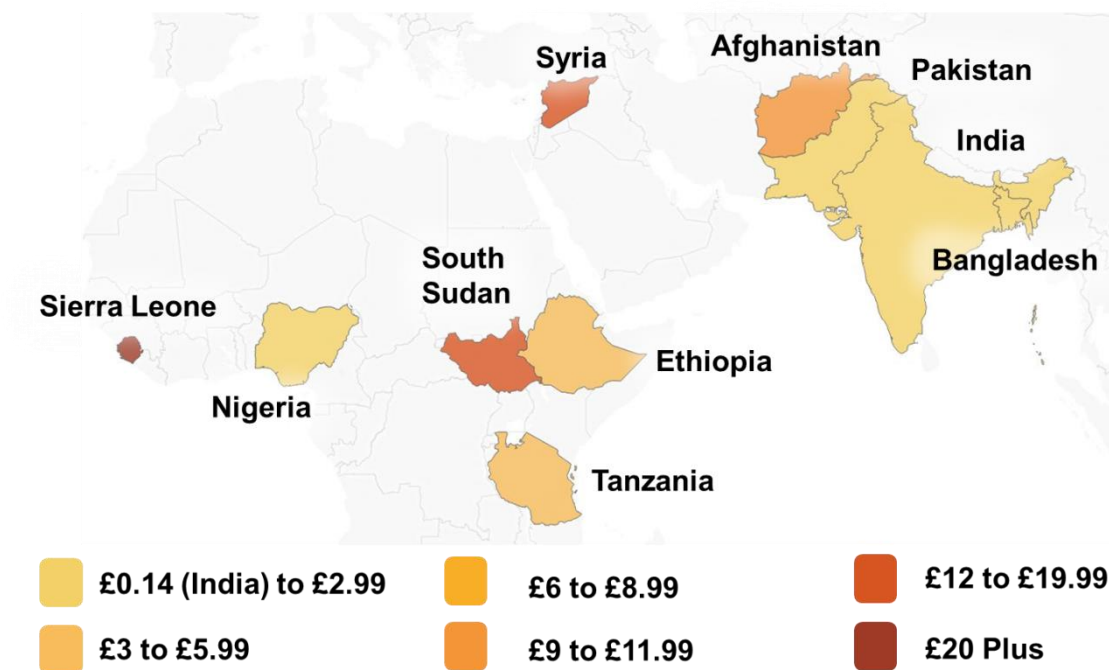 Syria
Afghanistan
Pakistan
India
Bangladesh
South
Sudan
Sierra Leone
Ethiopia
Nigeria
Tanzania
£0.14 (India) to £2.99
£6 to £8.99
£12 to £19.99
£3 to £5.99
£9 to £11.99
£20 Plus